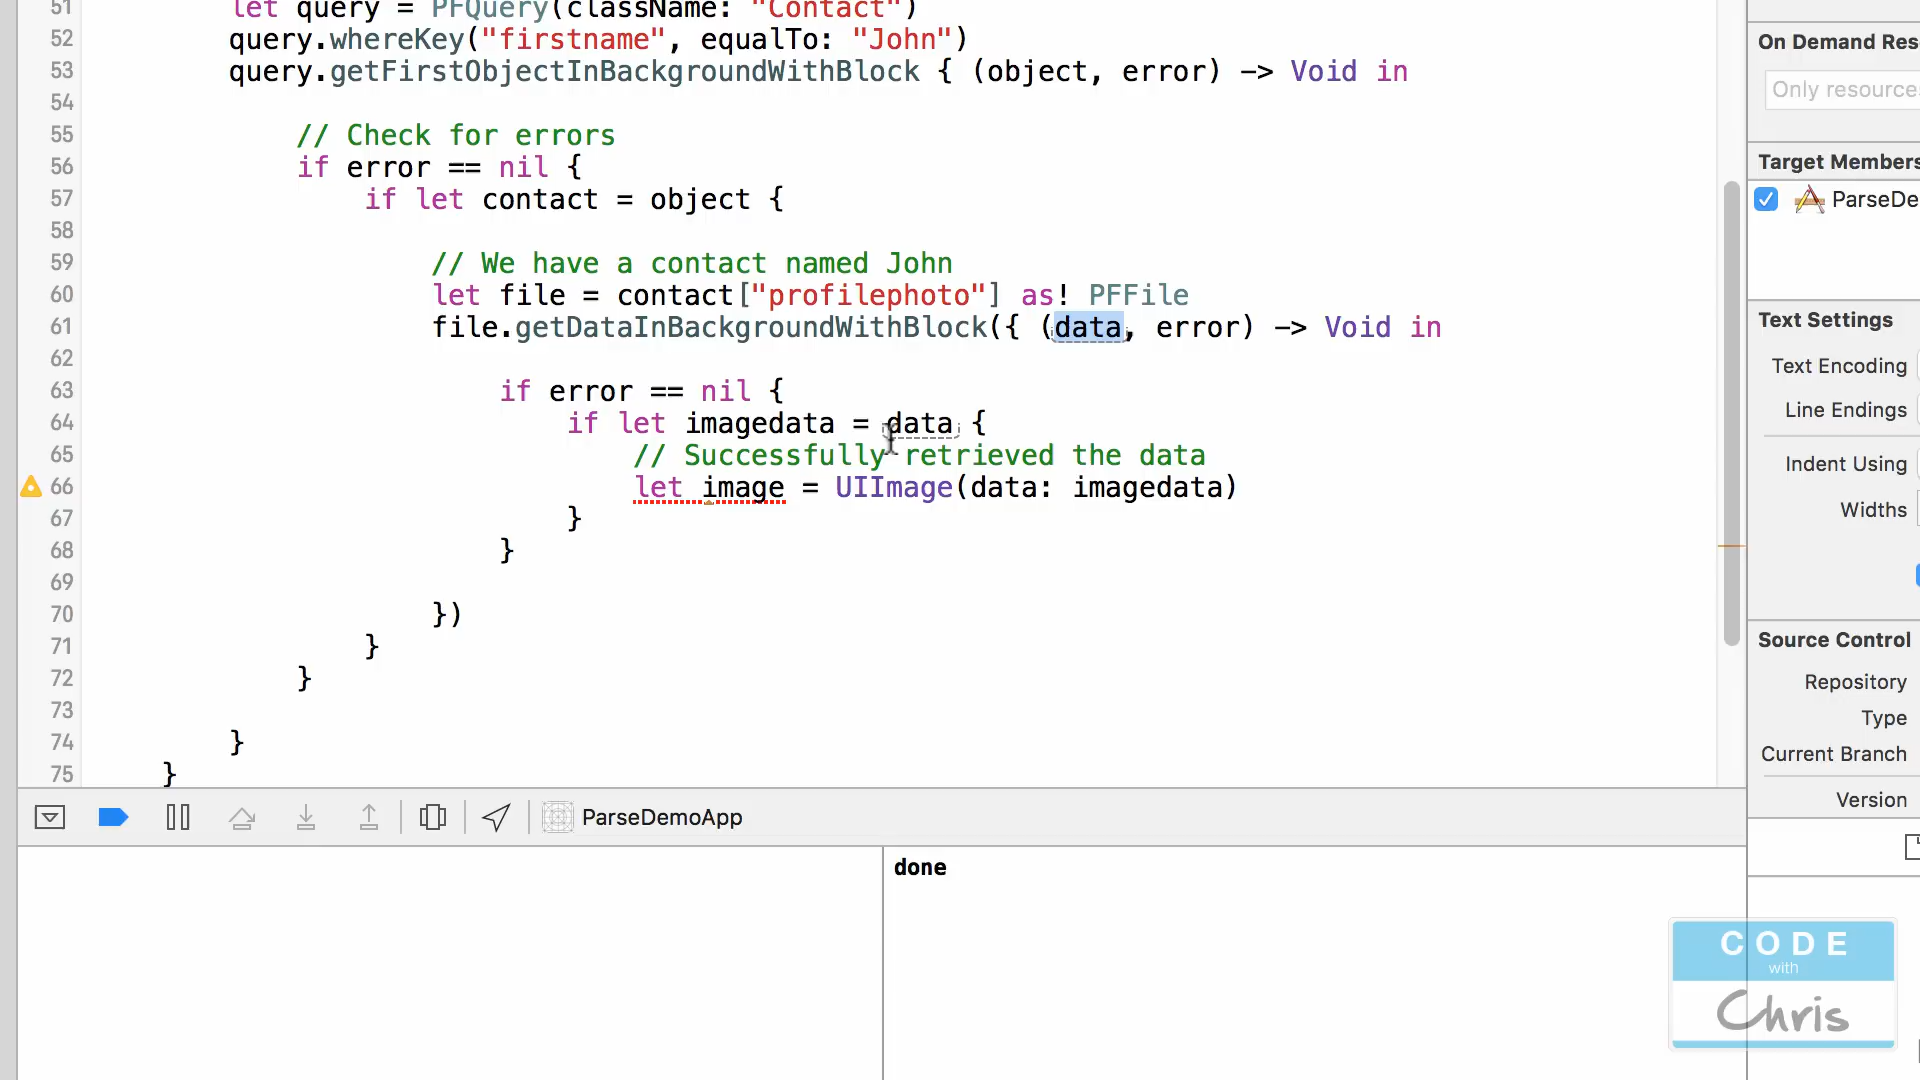 51 let query = PFQuery(className: "Contact")
52 query.whereKey("firstname", equalTo: "John")
53 query.getFirstObjectInBackgroundWithBlock { (object, error) -> Void in
54
55 // Check for errors
56 if error == nil {
57 if let contact = object {
58
59 // We have a contact named John
60 let file = contact["profilephoto"] as! PFFile
61 file.getDataInBackgroundWithBlock({ (data, error) -> Void in
62
63 if error == nil {
64 if let imagedata = data {
65 // Successfully retrieved the data
66 let image = UIImage(data: imagedata)
67 }
68 }
69
70 })
71 }
72 }
73
74 }
75 }
ParseDemoApp
done
On Demand Res
Only resource
Target Members
ParseDe
Text Settings
Text Encoding
Line Endings
Indent Using
Widths
Source Control
Repository
Type
Current Branch
Version
CODE
with
Chris